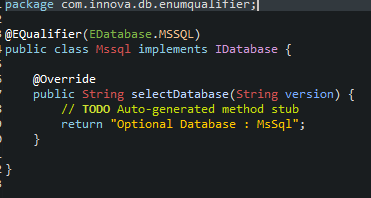 package com.innova.db.enumqualifier;
@EQualifier(EDatabase.MSSQL)
public class Mssql implements IDatabase {
@Override
public String selectDatabase(String version) {
// TODO Auto-generated method stub
return "Optional Database : MsSql";
}
}